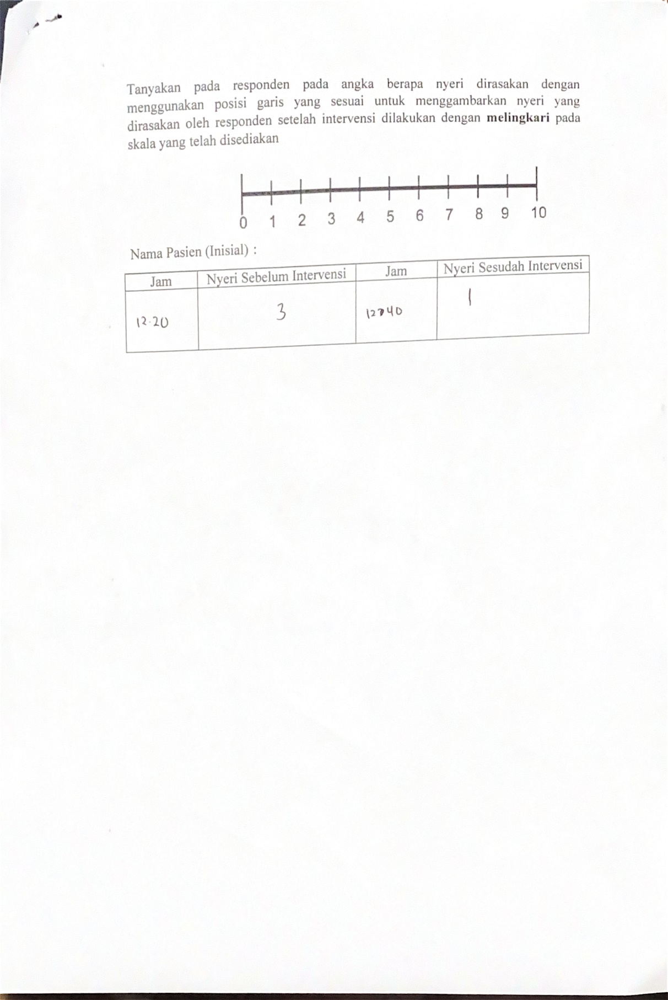 Tanyakan pada responden pada angka berapa nyeri dirasakan dengan
menggunakan posisi garis yang sesuai untuk menggambarkan nyeri yang
dirasakan oleh responden setelah intervensi dilakukan dengan melingkari pada
skala yang telah disediakan
0 1 2 3 4 5 6 7 8 9 10
Nama Pasien (Inisial) :
Jam Nyeri Sebelum Intervensi Jam Nyeri Sesudah Intervensi
12.20 3 12.40 1